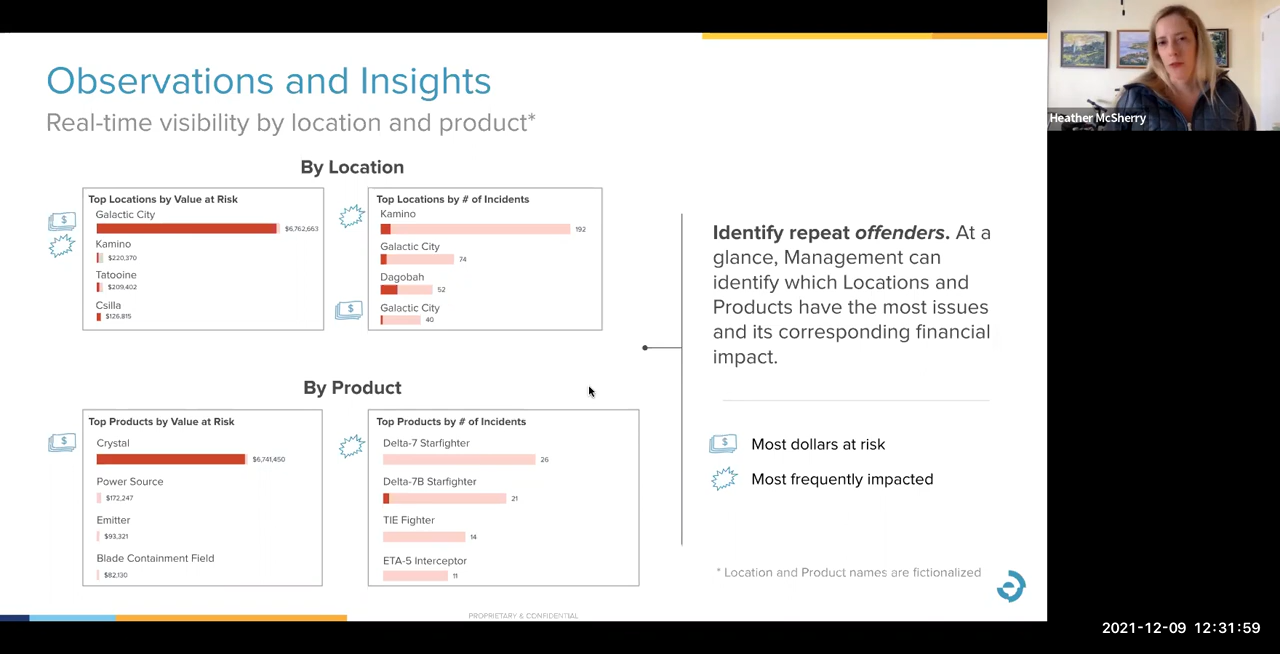 Observations and Insights
Real-time visibility by location and product*
By Location
Top Locations by Value at Risk
Galactic City
$6,762,663
Kamino
$220,370
Tatooine
$209,402
Csilla
$126,815
Top Locations by # of Incidents
Kamino
192
Galactic City
74
Dagobah
52
Galactic City
40
By Product
Top Products by Value at Risk
Crystal
$6,741,450
Power Source
$172,247
Emitter
$93,321
Blade Containment Field
$82,130
Top Products by # of Incidents
Delta-7 Starfighter
26
Delta-7B Starfighter
21
TIE Fighter
14
ETA-5 Interceptor
11
Identify repeat offenders. At a
glance, Management can
identify which Locations and
Products have the most issues
and its corresponding financial
impact.
$ Most dollars at risk
Most frequently impacted
* Location and Product names are fictionalized
PROPRIETARY & CONFIDENTIAL
Heather McSherry
2021-12-09 12:31:59